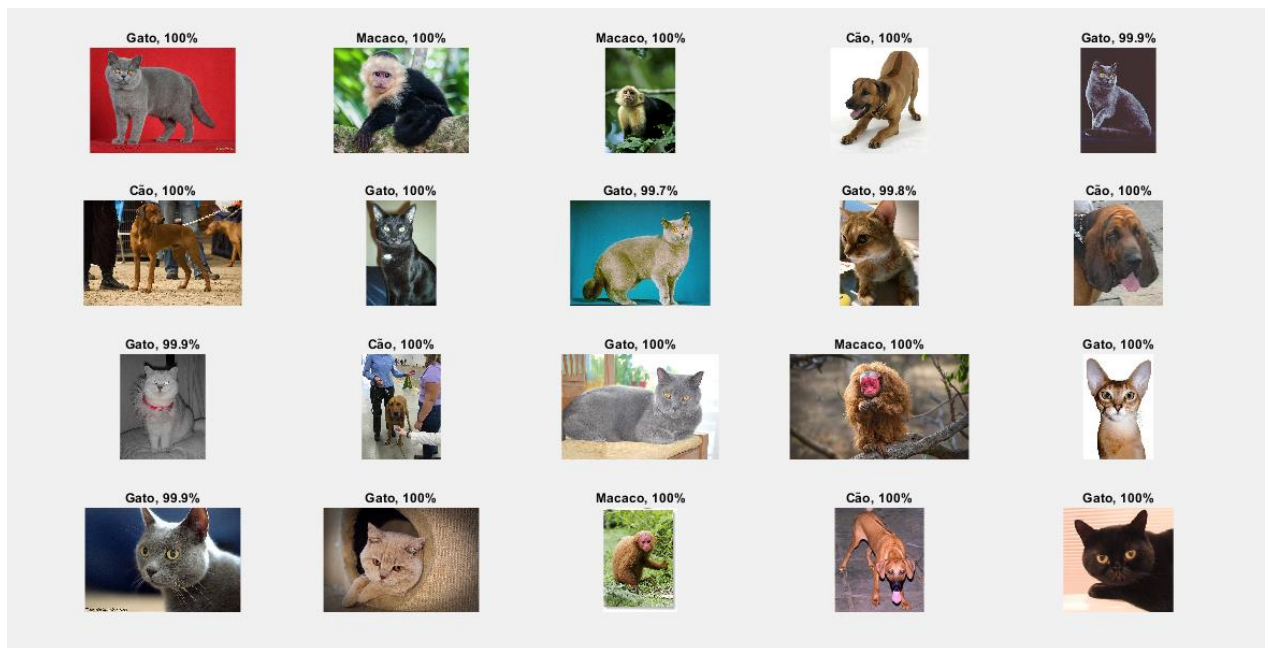 Gato, 100%
Macaco, 100%
Macaco, 100%
Cão, 100%
Gato, 99.9%
Cão, 100%
Gato, 100%
Gato, 99.7%
Gato, 99.8%
Cão, 100%
Gato, 99.9%
Cão, 100%
Gato, 100%
Macaco, 100%
Gato, 100%
Gato, 99.9%
Gato, 100%
Macaco, 100%
Cão, 100%
Gato, 100%